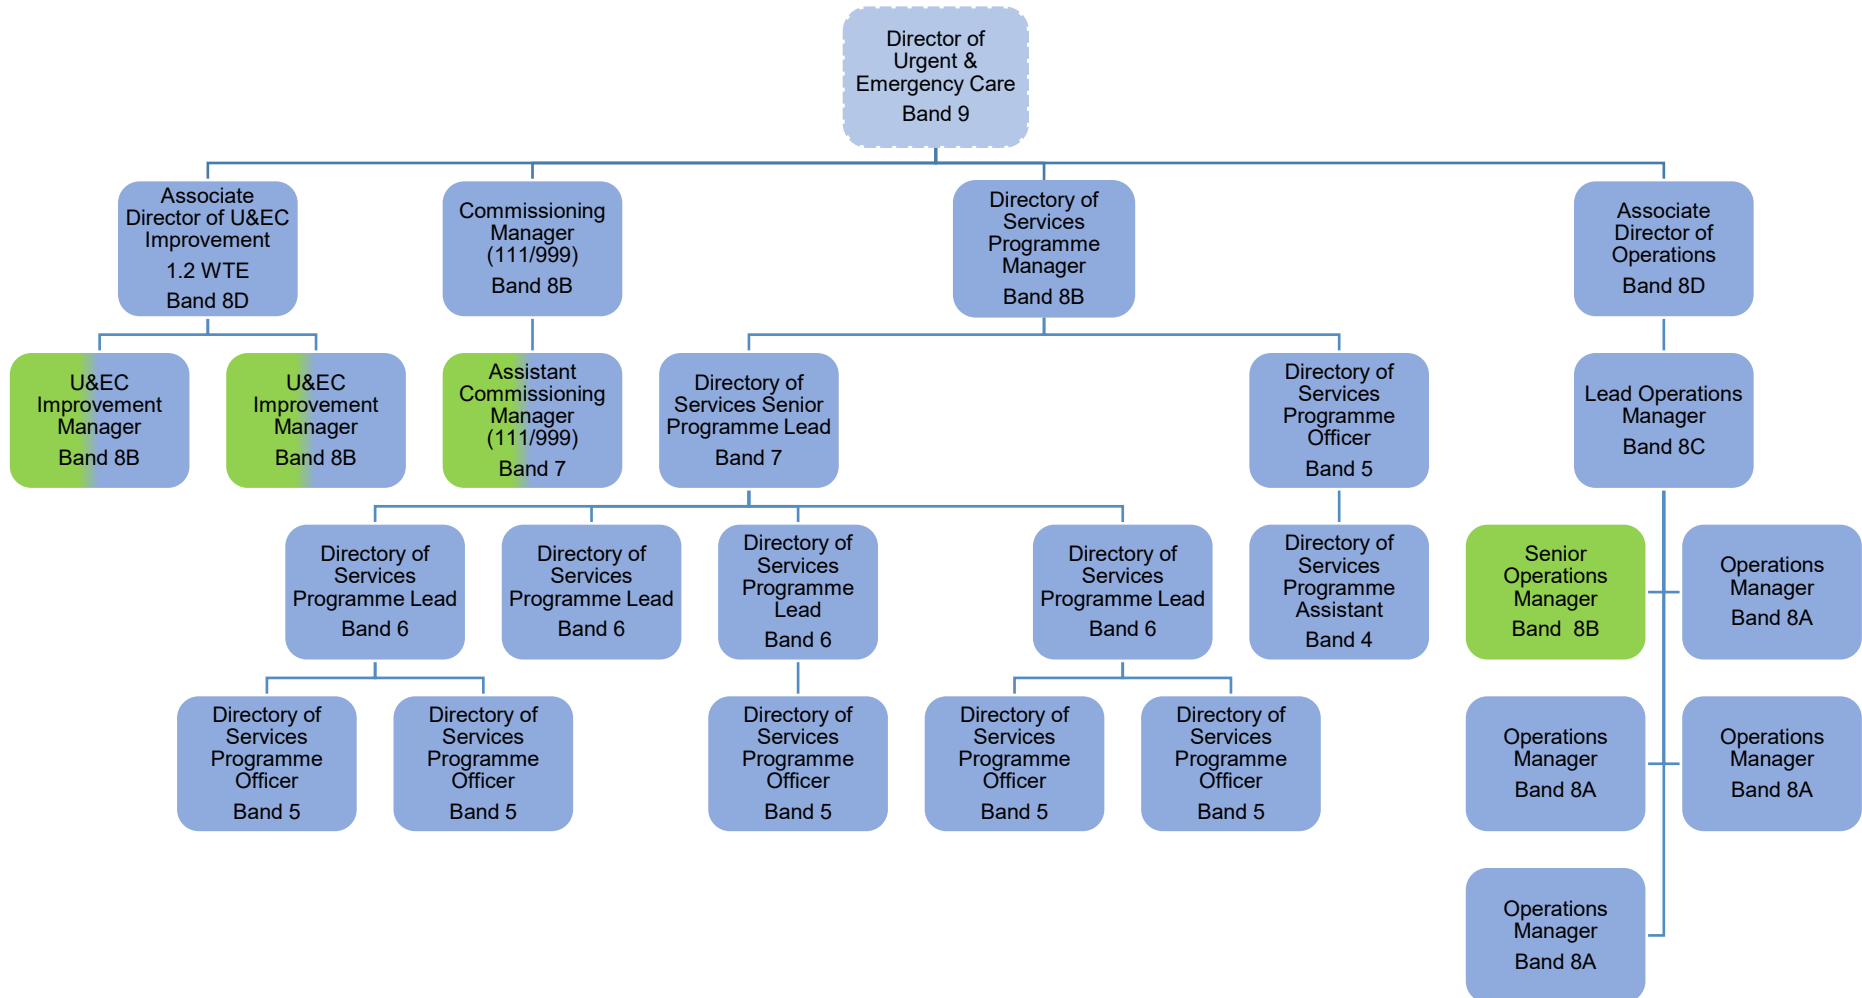 Director of
Urgent &
Emergency Care
Band 9
Associate
Director of U&EC
Improvement
1.2 WTE
Band 8D
Commissioning
Manager
(111/999)
Band 8B
Directory of
Services
Programme
Manager
Band 8B
Associate
Director of
Operations
Band 8D
U&EC
Improvement
Manager
Band 8B
U&EC
Improvement
Manager
Band 8B
Assistant
Commissioning
Manager
(111/999)
Band 7
Directory of
Services Senior
Programme Lead
Band 7
Directory of
Services
Programme
Officer
Band 5
Lead Operations
Manager
Band 8C
Directory of
Services
Programme Lead
Band 6
Directory of
Services
Programme Lead
Band 6
Directory of
Services
Programme
Lead
Band 6
Directory of
Services
Programme Lead
Band 6
Directory of
Services
Programme
Assistant
Band 4
Senior
Operations
Manager
Band 8B
Operations
Manager
Band 8A
Directory of
Services
Programme
Officer
Band 5
Directory of
Services
Programme
Officer
Band 5
Directory of
Services
Programme
Officer
Band 5
Directory of
Services
Programme
Officer
Band 5
Directory of
Services
Programme
Officer
Band 5
Operations
Manager
Band 8A
Operations
Manager
Band 8A
Operations
Manager
Band 8A